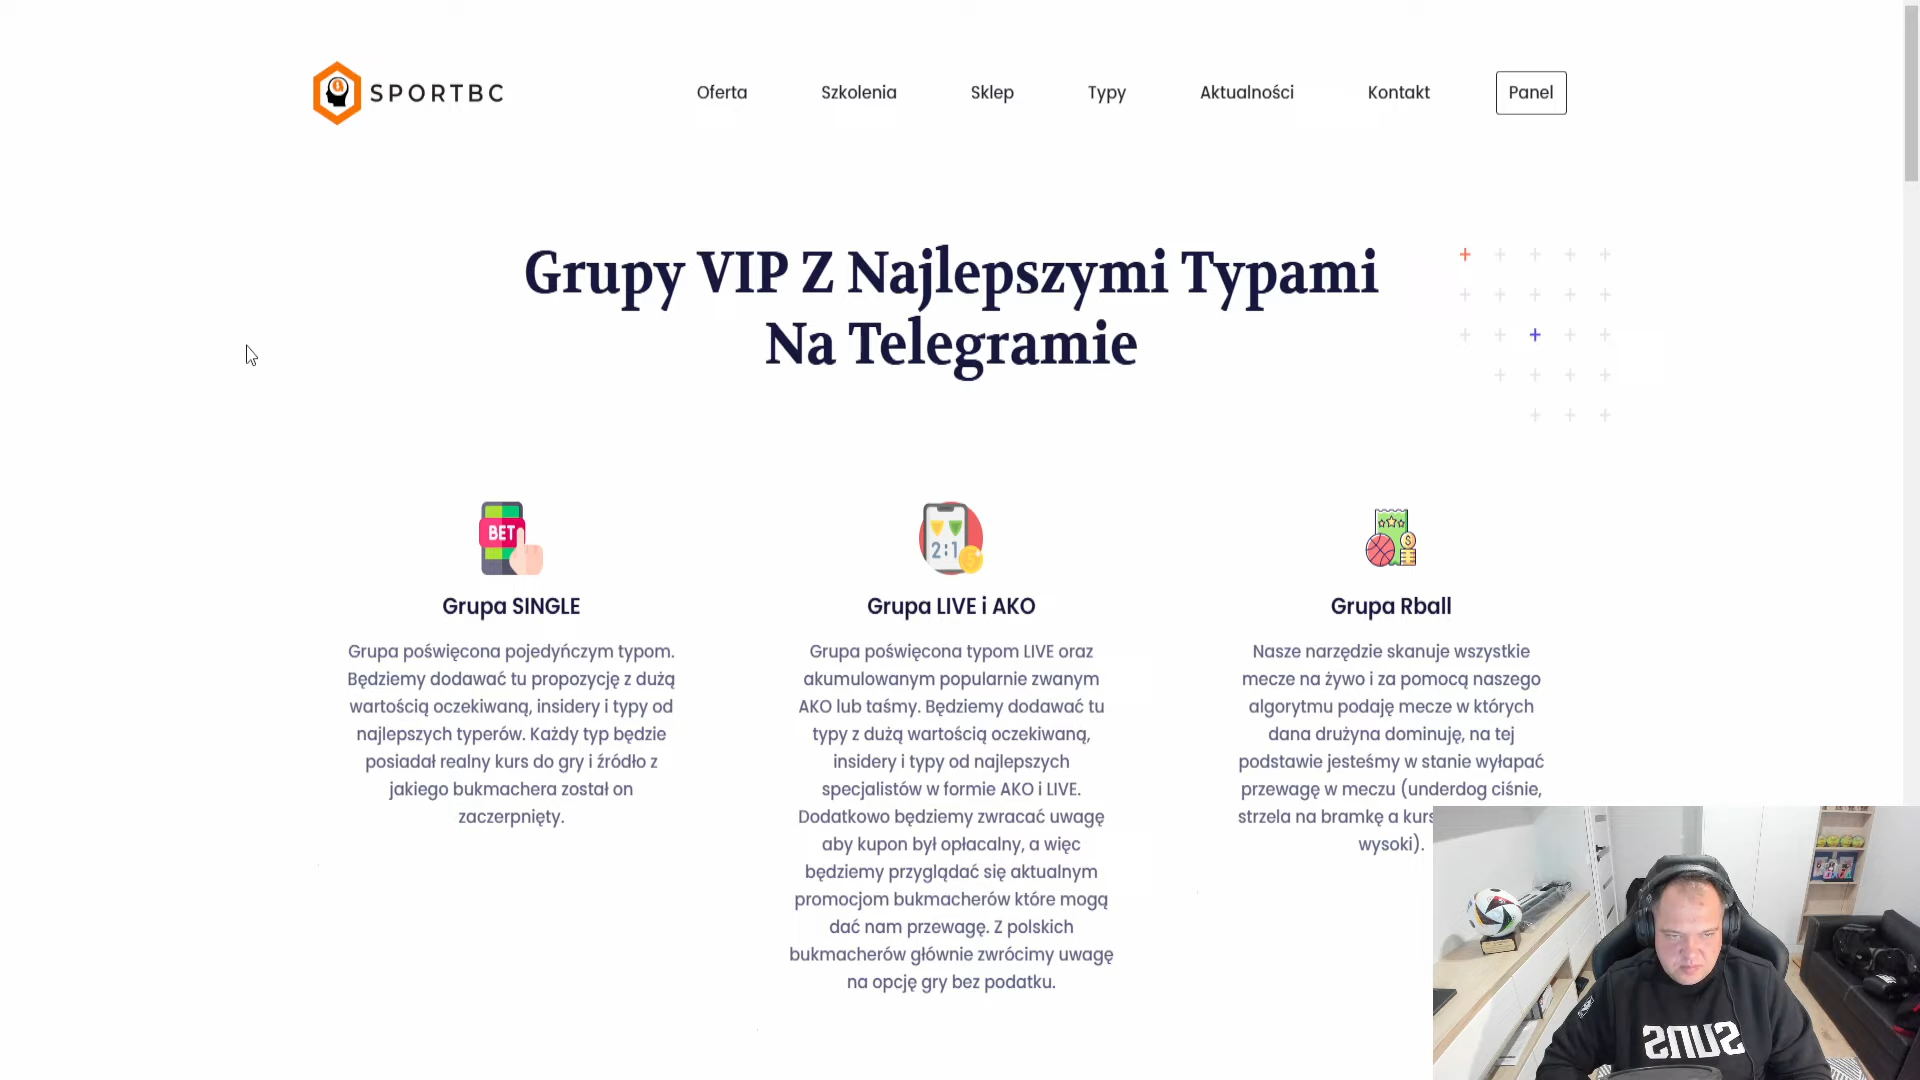 SPORTBC
Oferta
Szkolenia
Sklep
Typy
Aktualności
Kontakt
Panel
Grupy VIP Z Najlepszymi Typami
Na Telegramie
BET
2:1
Grupa SINGLE
Grupa poświęcona pojedyńczym typom.
Będziemy dodawać tu propozycję z dużą
wartością oczekiwaną, insidery i typy od
najlepszych typerów. Każdy typ będzie
posiadał realny kurs do gry i źródło z
jakiego bukmachera został on
zaczerpnięty.
Grupa LIVE i AKO
Grupa poświęcona typom LIVE oraz
akumulowanym popularnie zwanym
AKO lub taśmy. Będziemy dodawać tu
typy z dużą wartością oczekiwaną,
insidery i typy od najlepszych
specjalistów w formie AKO i LIVE.
Dodatkowo będziemy zwracać uwagę
aby kupon był opłacalny, a więc
będziemy przyglądać się aktualnym
promocjom bukmacherów które mogą
dać nam przewagę. Z polskich
bukmacherów głównie zwrócimy uwagę
na opcję gry bez podatku.
Grupa Rball
Nasze narzędzie skanuje wszystkie
mecze na żywo i za pomocą naszego
algorytmu podaję mecze w których
dana drużyna dominuję, na tej
podstawie jesteśmy w stanie wyłapać
przewagę w meczu (underdog ciśnie,
strzela na bramkę a kurs
wysoki).
SUNS